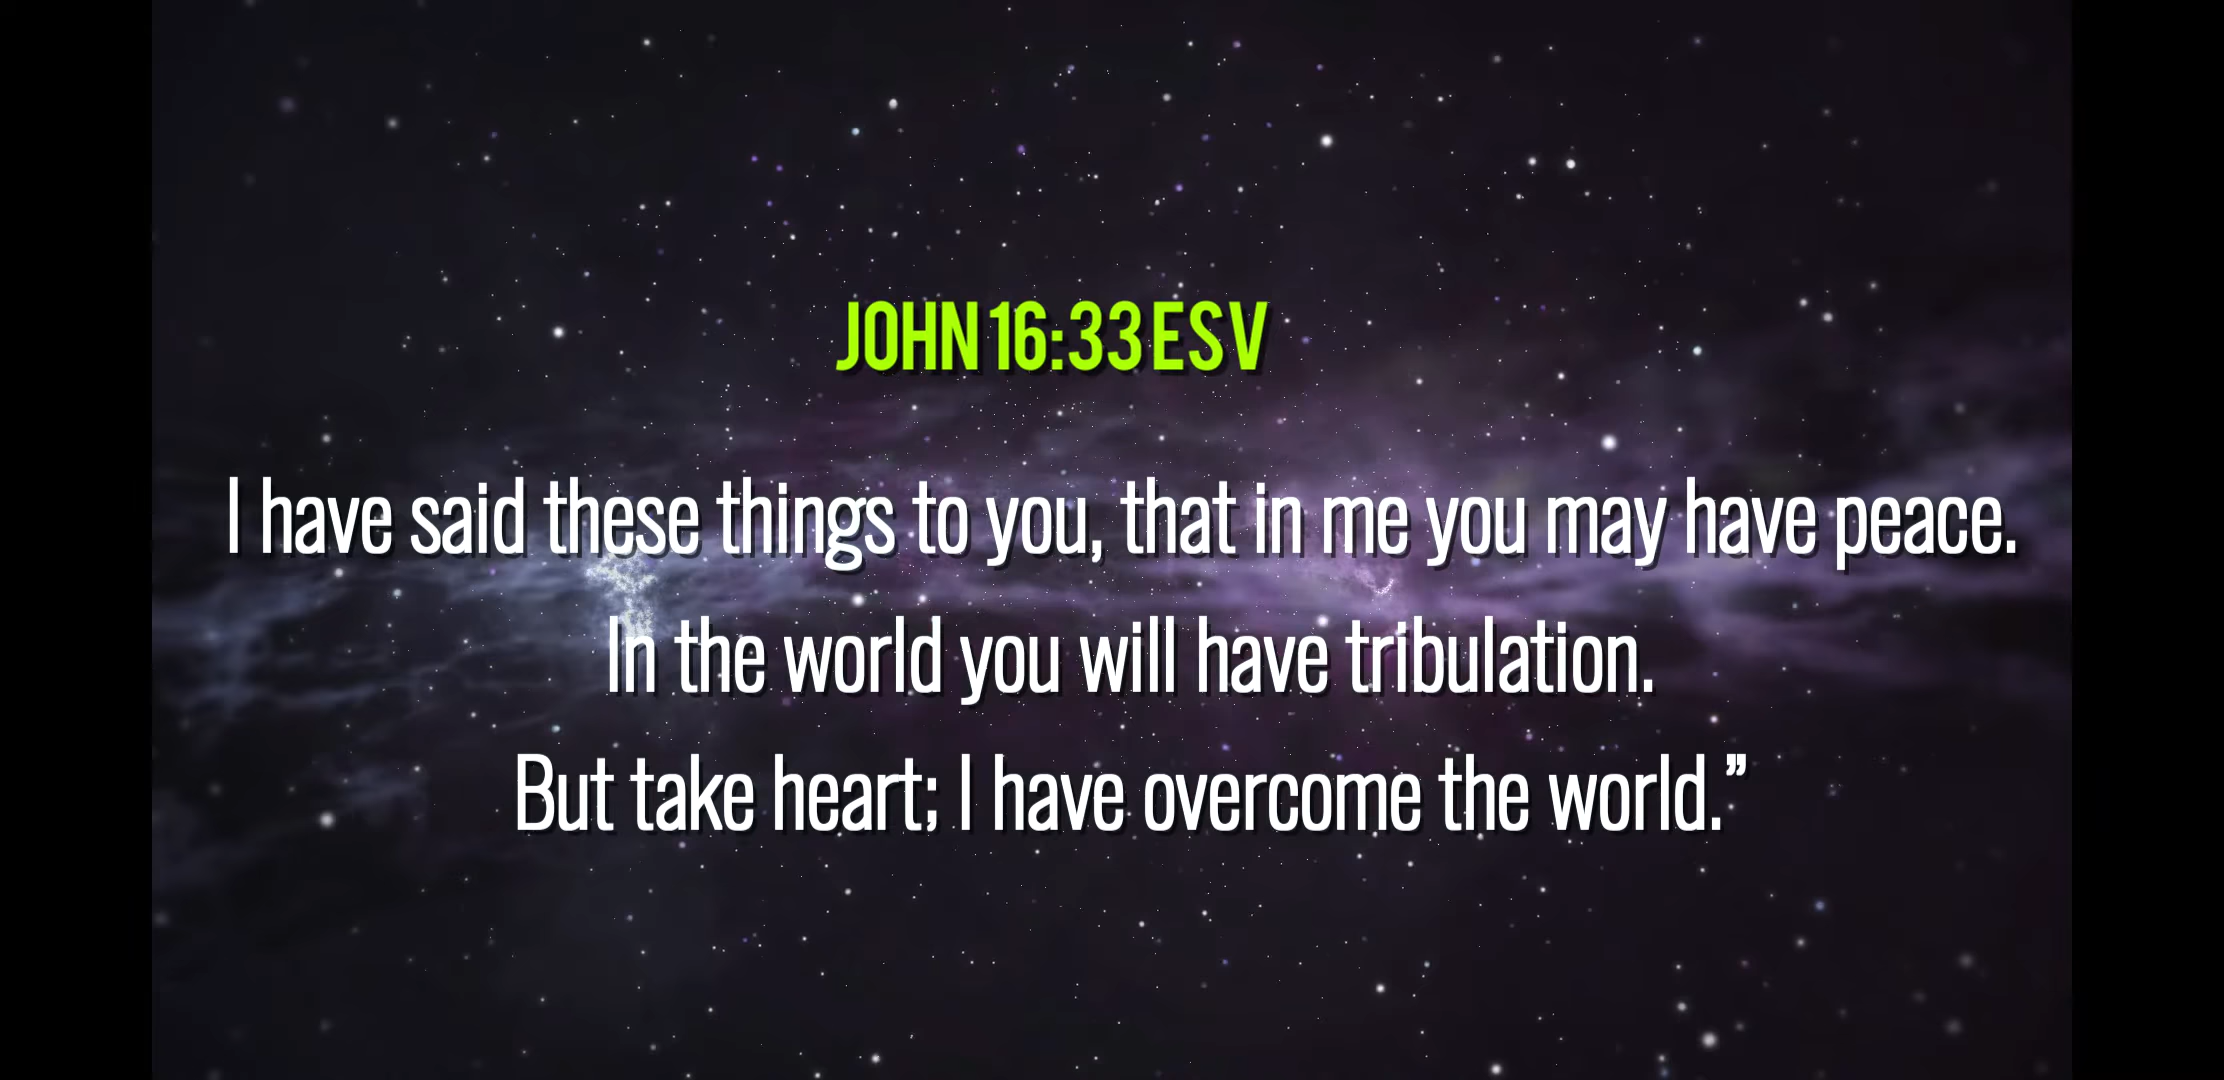 JOHN 16:33 ESV
I have said these things to you, that in me you may have peace.
In the world you will have tribulation.
But take heart; I have overcome the world.”